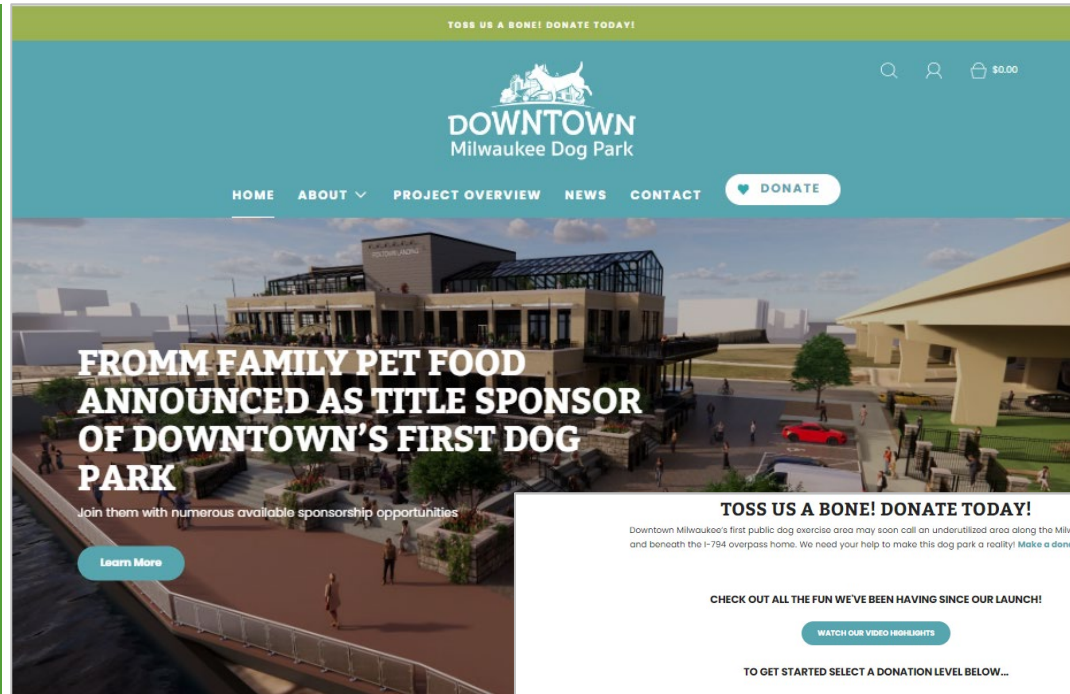 TOSS US A BONE! DONATE TODAY!
$0.00
DOWNTOWN
Milwaukee Dog Park
HOME ABOUT PROJECT OVERVIEW NEWS CONTACT DONATE
FROMM FAMILY PET FOOD
ANNOUNCED AS TITLE SPONSOR
OF DOWNTOWN'S FIRST DOG
PARK
Join them with numerous available sponsorship opportunities
Learn More
TOSS US A BONE! DONATE TODAY!
Downtown Milwaukee's first public dog exercise area may soon call an underutilized area along the
and beneath the I-794 overpass home. We need your help to make this dog park a reality! Make a
CHECK OUT ALL THE FUN WE'VE BEEN HAVING SINCE OUR LAUNCH!
WATCH OUR VIDEO HIGHLIGHTS
TO GET STARTED SELECT A DONATION LEVEL BELOW...